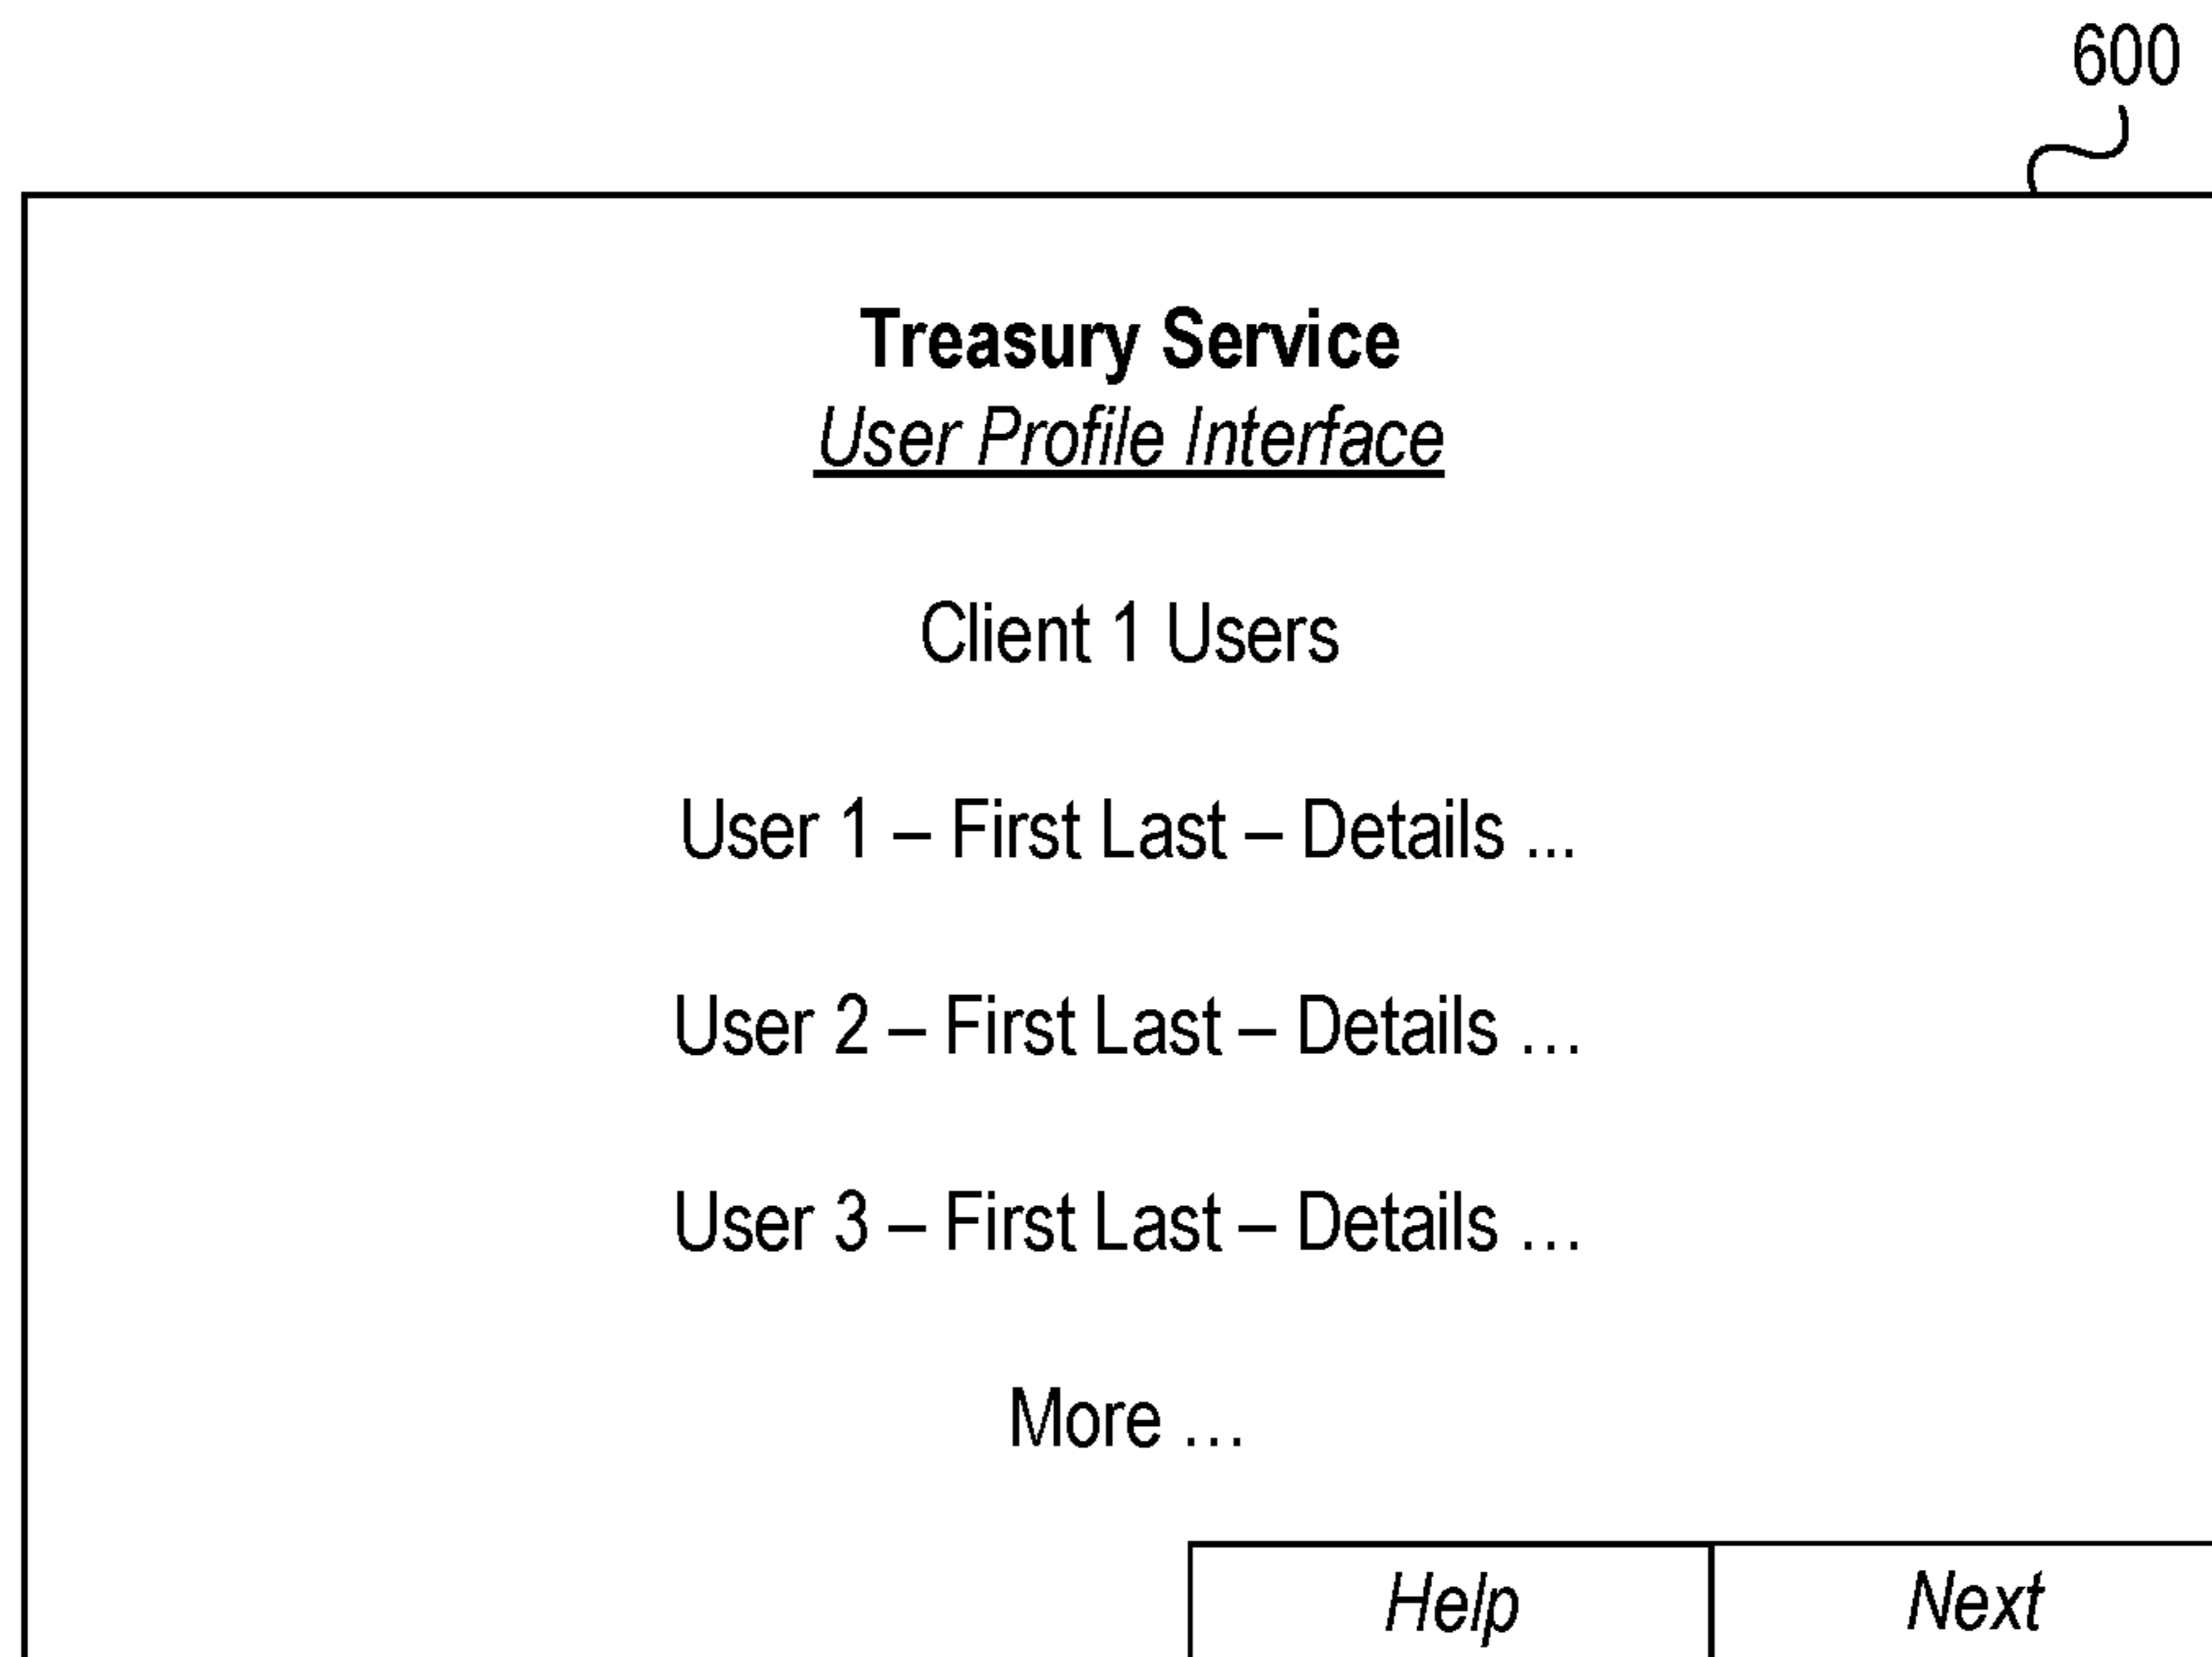 600
Treasury Service
User Profile Interface
Client 1 Users
User 1 – First Last – Details ...
User 2 – First Last – Details …
User 3 – First Last – Details …
More …
Help Next